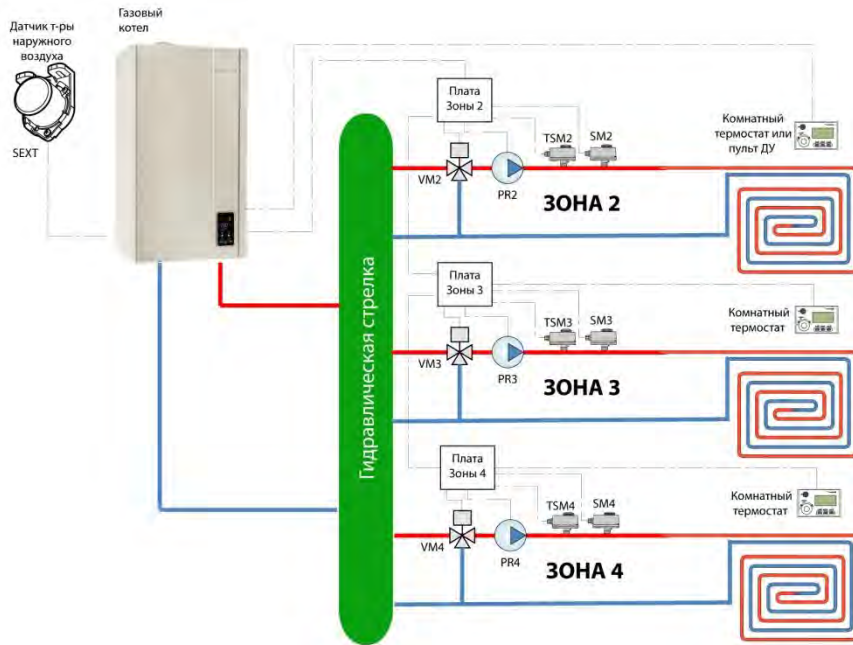 Датчик т-ры
наружного
воздуха
SEXT
Газовый
котел
Гидравлическая стрелка
Плата
Зоны 2
TSM2
SM2
VM2
PR2
ЗОНА 2
Комнатный
термостат или
пульт ДУ
Плата
Зоны 3
TSM3
SM3
VM3
PR3
ЗОНА 3
Комнатный
термостат
Плата
Зоны 4
TSM4
SM4
VM4
PR4
ЗОНА 4
Комнатный
термостат